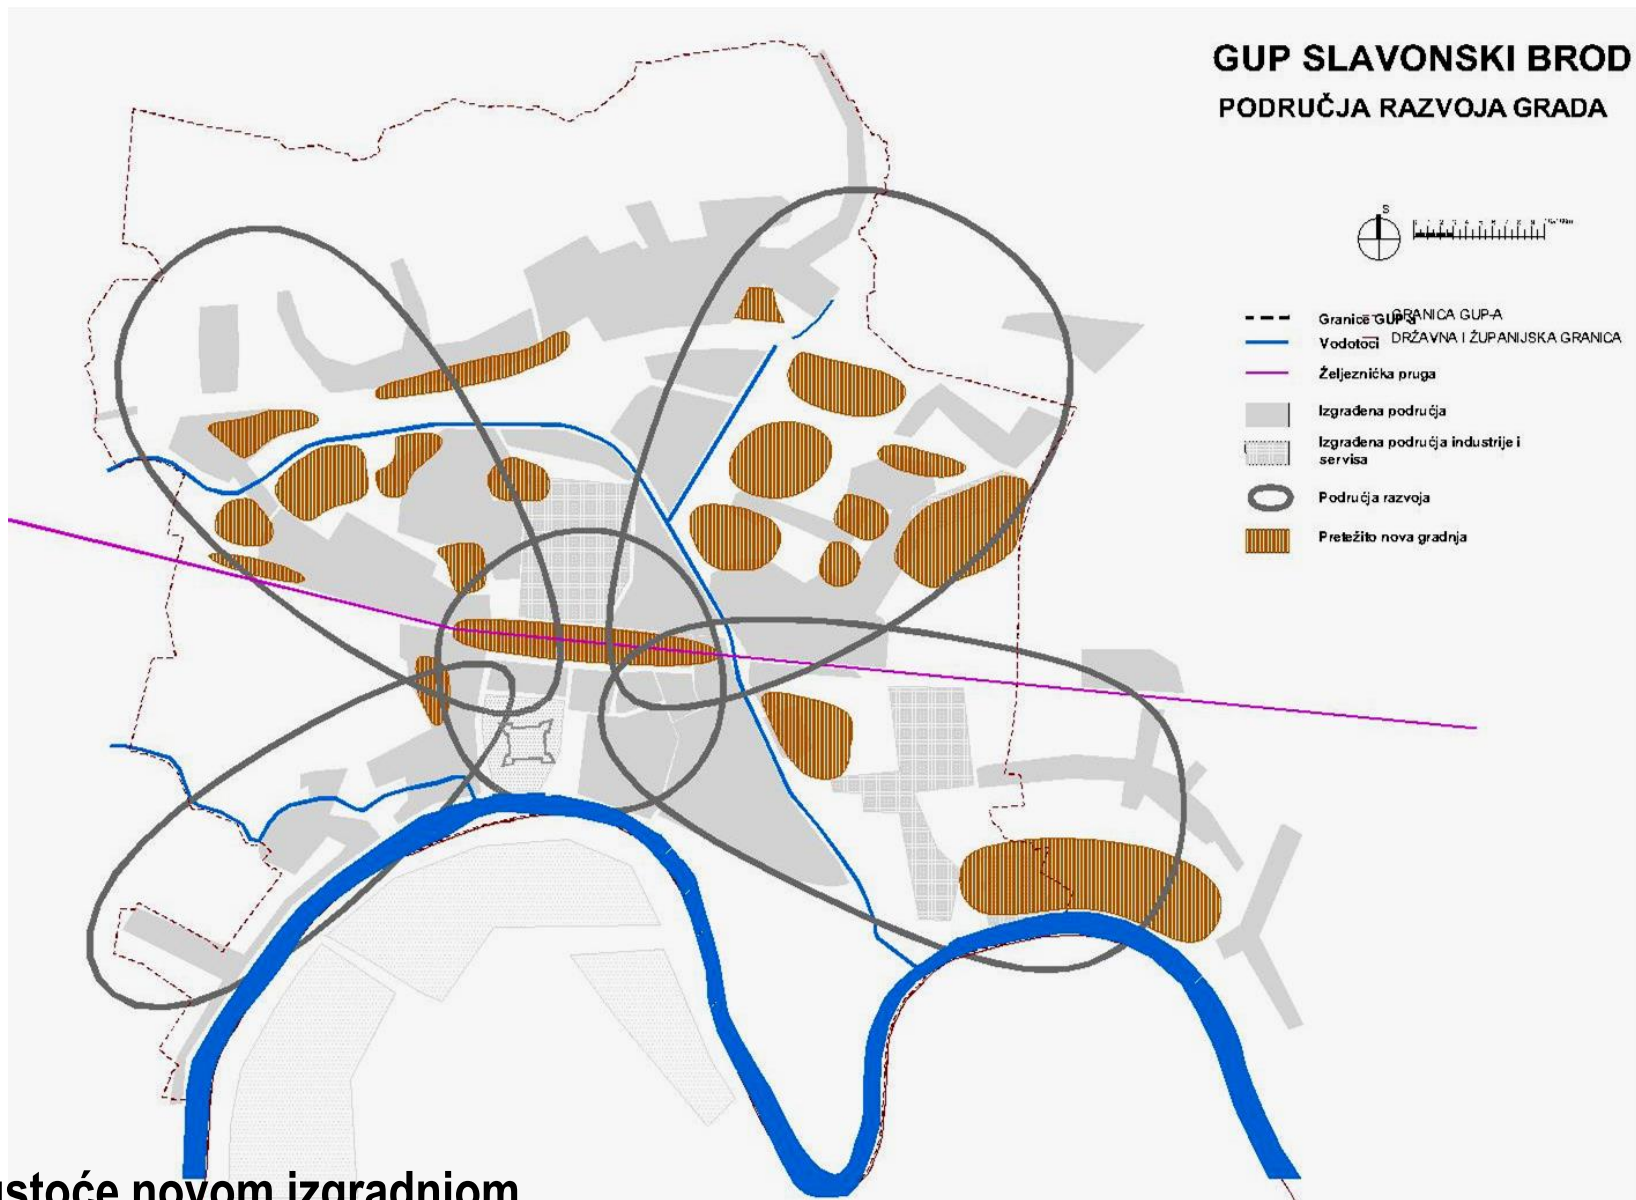 GUP SLAVONSKI BROD
PODRUČJA RAZVOJA GRADA
S
Granice GUP-a
GRANICA GUP-A
Vodotoci
DRŽAVNA I ŽUPANIJSKA GRANICA
Željeznička pruga
Izgrađena područja
Izgrađena područja industrije i
servisa
Područja razvoja
Pretežito nova gradnja
ustoće novom izgradnjom